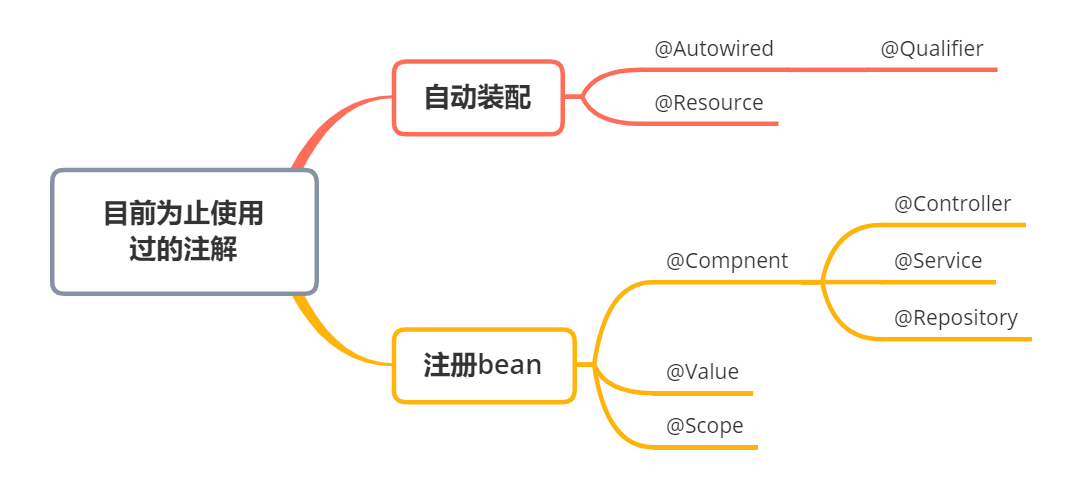 目前为止使用
过的注解
自动装配
@Autowired
@Qualifier
@Resource
注册bean
@Compnent
@Controller
@Service
@Repository
@Value
@Scope